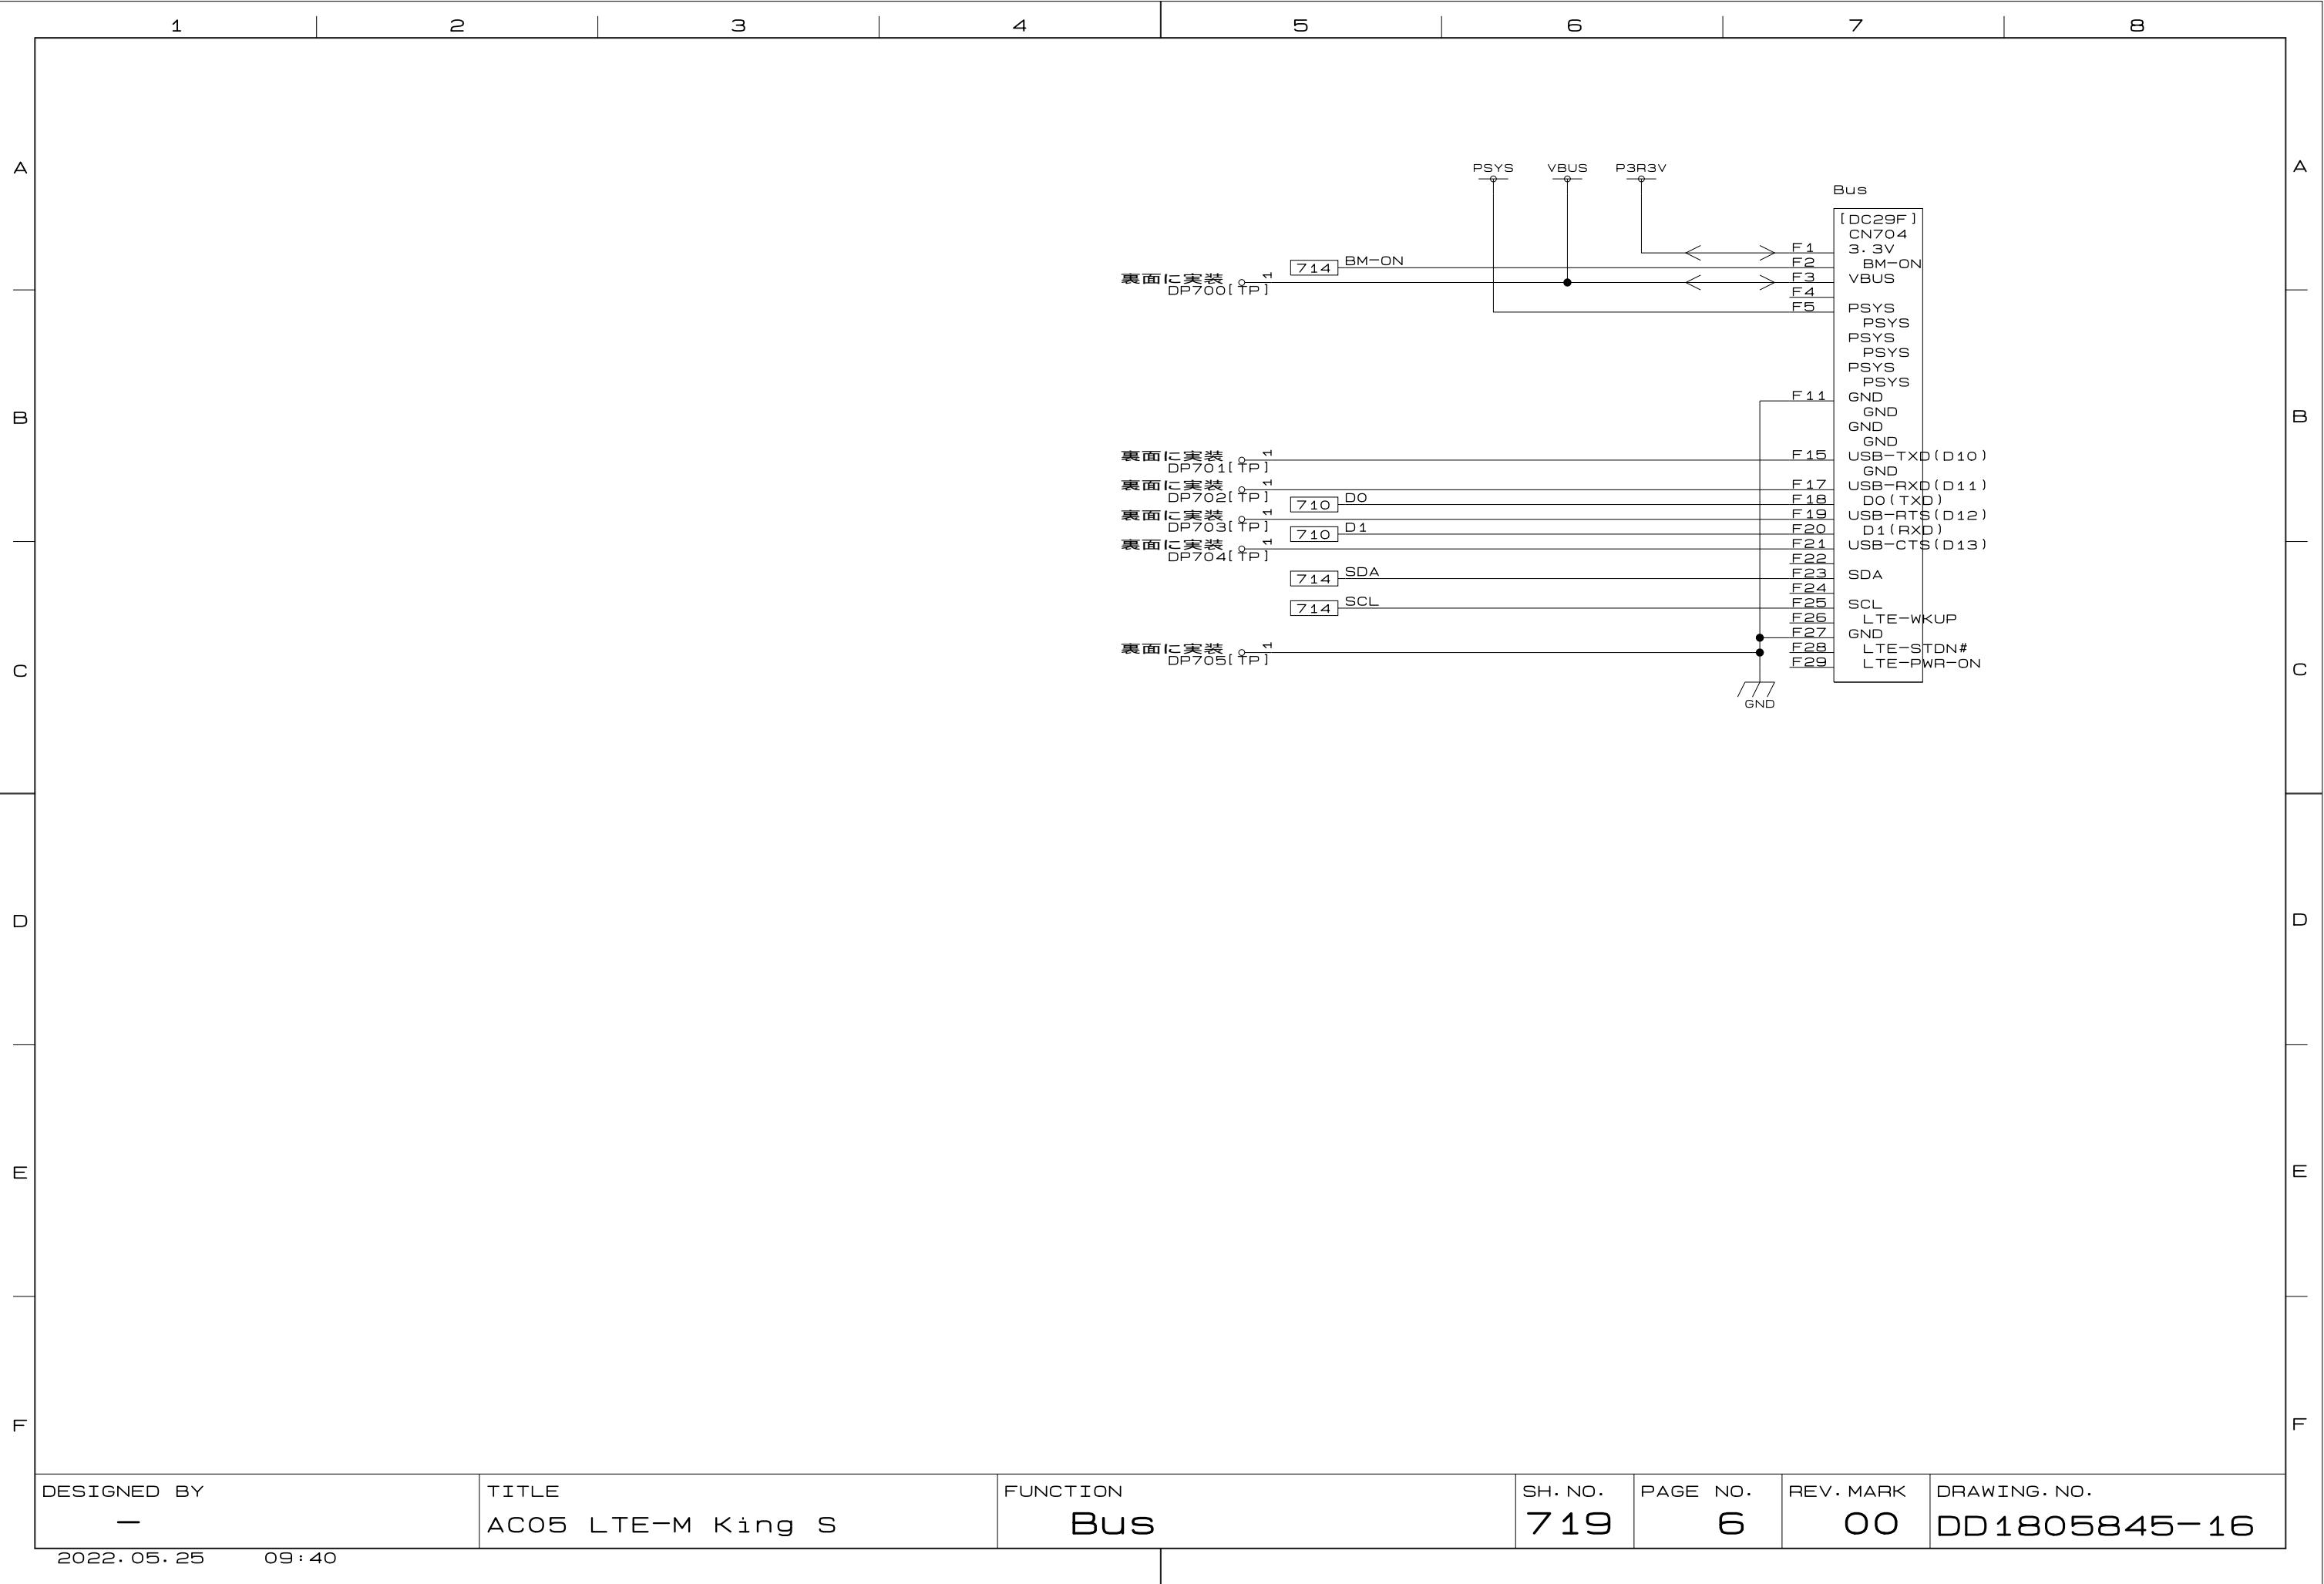 1 2 3 4 5 6 7 8
A A
PSYS VBUS P3R3V
Bus
[DC29F]
CN704
F1 3.3V
714 BM-ON F2 BM-ON
裏面に実装 1 F3 VBUS
DP700[TP]
F4
F5 PSYS
PSYS
PSYS
PSYS
PSYS
PSYS
F11 GND
B B
GND
GND
GND
裏面に実装 1 F15 USB-TXD(D10)
DP701[TP] GND
裏面に実装 1 F17 USB-RXD(D11)
DP702[TP] 710 D0 F18 D0(TXD)
裏面に実装 1 F19 USB-RTS(D12)
DP703[TP] 710 D1 F20 D1(RXD)
裏面に実装 1 F21 USB-CTS(D13)
DP704[TP] F22
714 SDA F23 SDA
F24
714 SCL F25 SCL
F26 LTE-WKUP
F27 GND
裏面に実装 1 F28 LTE-STDN#
DP705[TP] F29 LTE-PWR-ON
C C
GND
D D
E E
F F
DESIGNED BY TITLE FUNCTION SH.NO. PAGE NO. REV.MARK DRAWING.NO.
- AC05 LTE-M King S Bus 719 6 00 DD1805845-16
2022.05.25 09:40